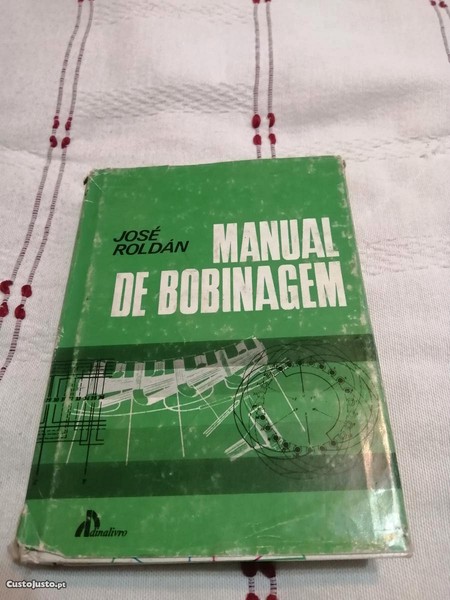 JOSÉ
ROLDÁN
MANUAL
DE BOBINAGEM
dinalivro
CustoJusto.pt